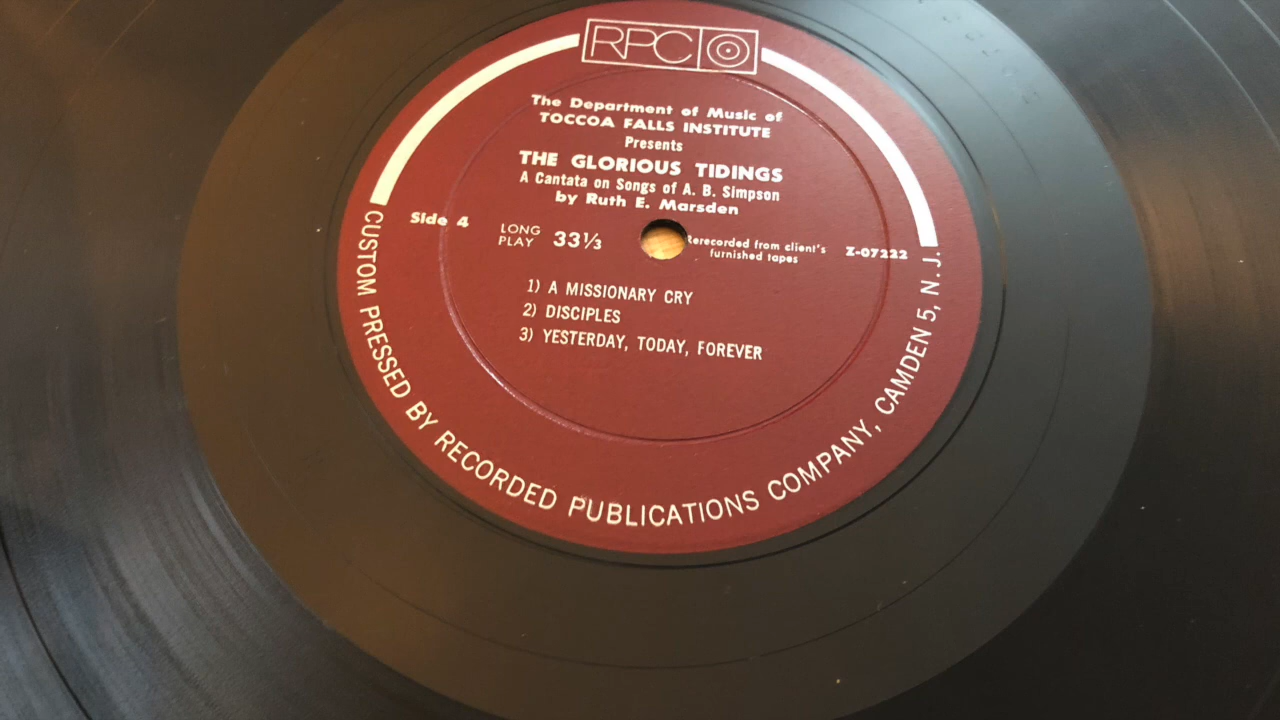 RPC
The Department of Music of
TOCCOA FALLS INSTITUTE
Presents
THE GLORIOUS TIDINGS
A Cantata on Songs of A. B. Simpson
by Ruth E. Marsden
Side 4
LONG
PLAY
33⅓
Rerecorded from client's
furnished tapes
Z-07222
1) A MISSIONARY CRY
2) DISCIPLES
3) YESTERDAY, TODAY, FOREVER
CUSTOM PRESSED BY RECORDED PUBLICATIONS COMPANY, CAMDEN 5, N. J.